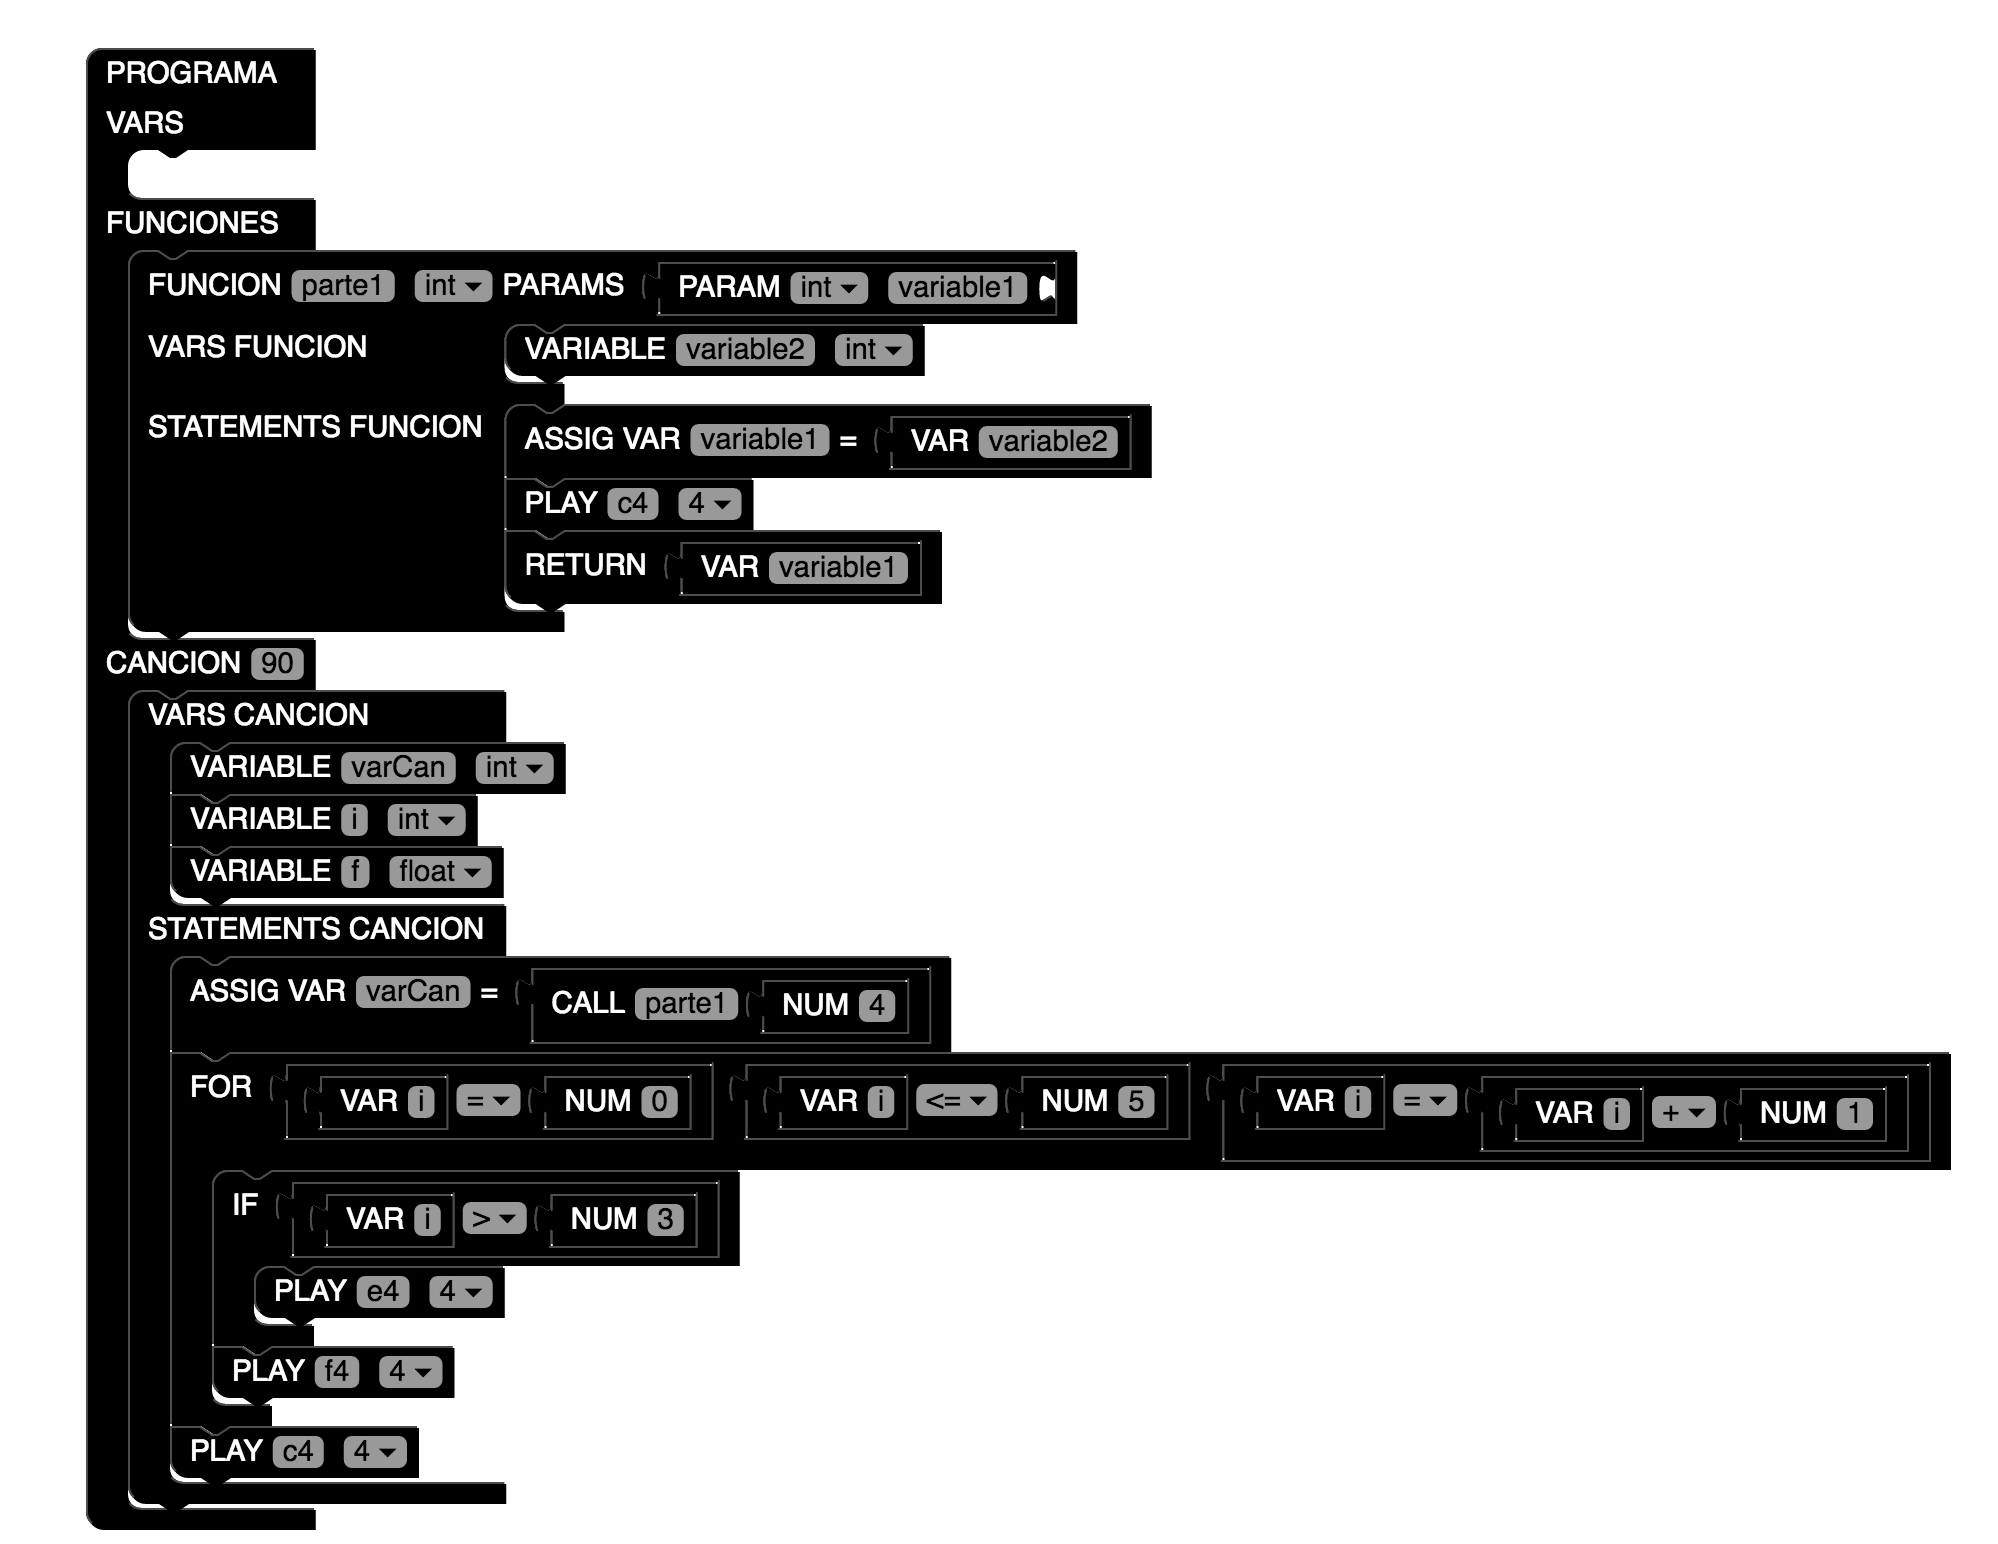 PROGRAMA
VARS
FUNCIONES
FUNCION parte1 int PARAMS PARAM int variable1
VARS FUNCION VARIABLE variable2 int
STATEMENTS FUNCION ASSIG VAR variable1 = VAR variable2
PLAY c4 4
RETURN VAR variable1
CANCION 90
VARS CANCION
VARIABLE varCan int
VARIABLE i int
VARIABLE f float
STATEMENTS CANCION
ASSIG VAR varCan = CALL parte1 NUM 4
FOR VAR i = NUM 0 VAR i <= NUM 5 VAR i = VAR i + NUM 1
IF VAR i > NUM 3
PLAY e4 4
PLAY f4 4
PLAY c4 4